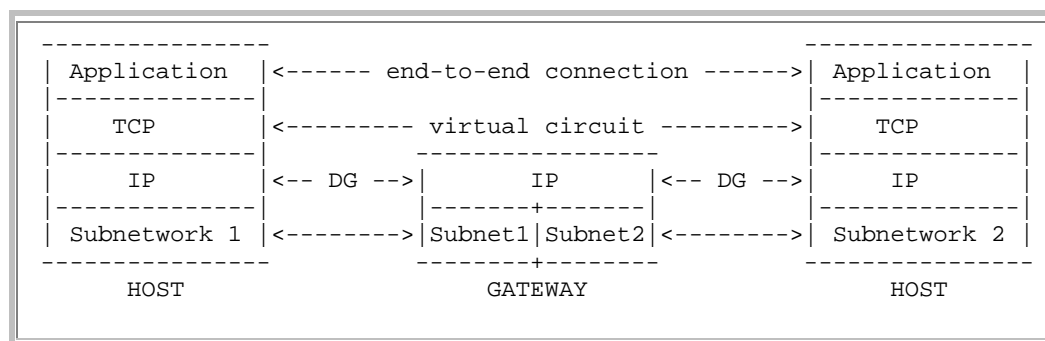 ----------------                                  ----------------
|  Application  |<------ end-to-end connection ------>|  Application  |
|--------------|                                  |--------------|
|     TCP       |<--------- virtual circuit --------->|     TCP       |
|--------------|          -----------------         |--------------|
|      IP       |<-- DG -->|       IP       |<-- DG -->|      IP       |
|--------------|          |-------+-------|         |--------------|
|  Subnetwork 1 |<-------->|Subnet1|Subnet2|<-------->|  Subnetwork 2 |
----------------          --------+--------         ----------------
HOST                      GATEWAY                      HOST